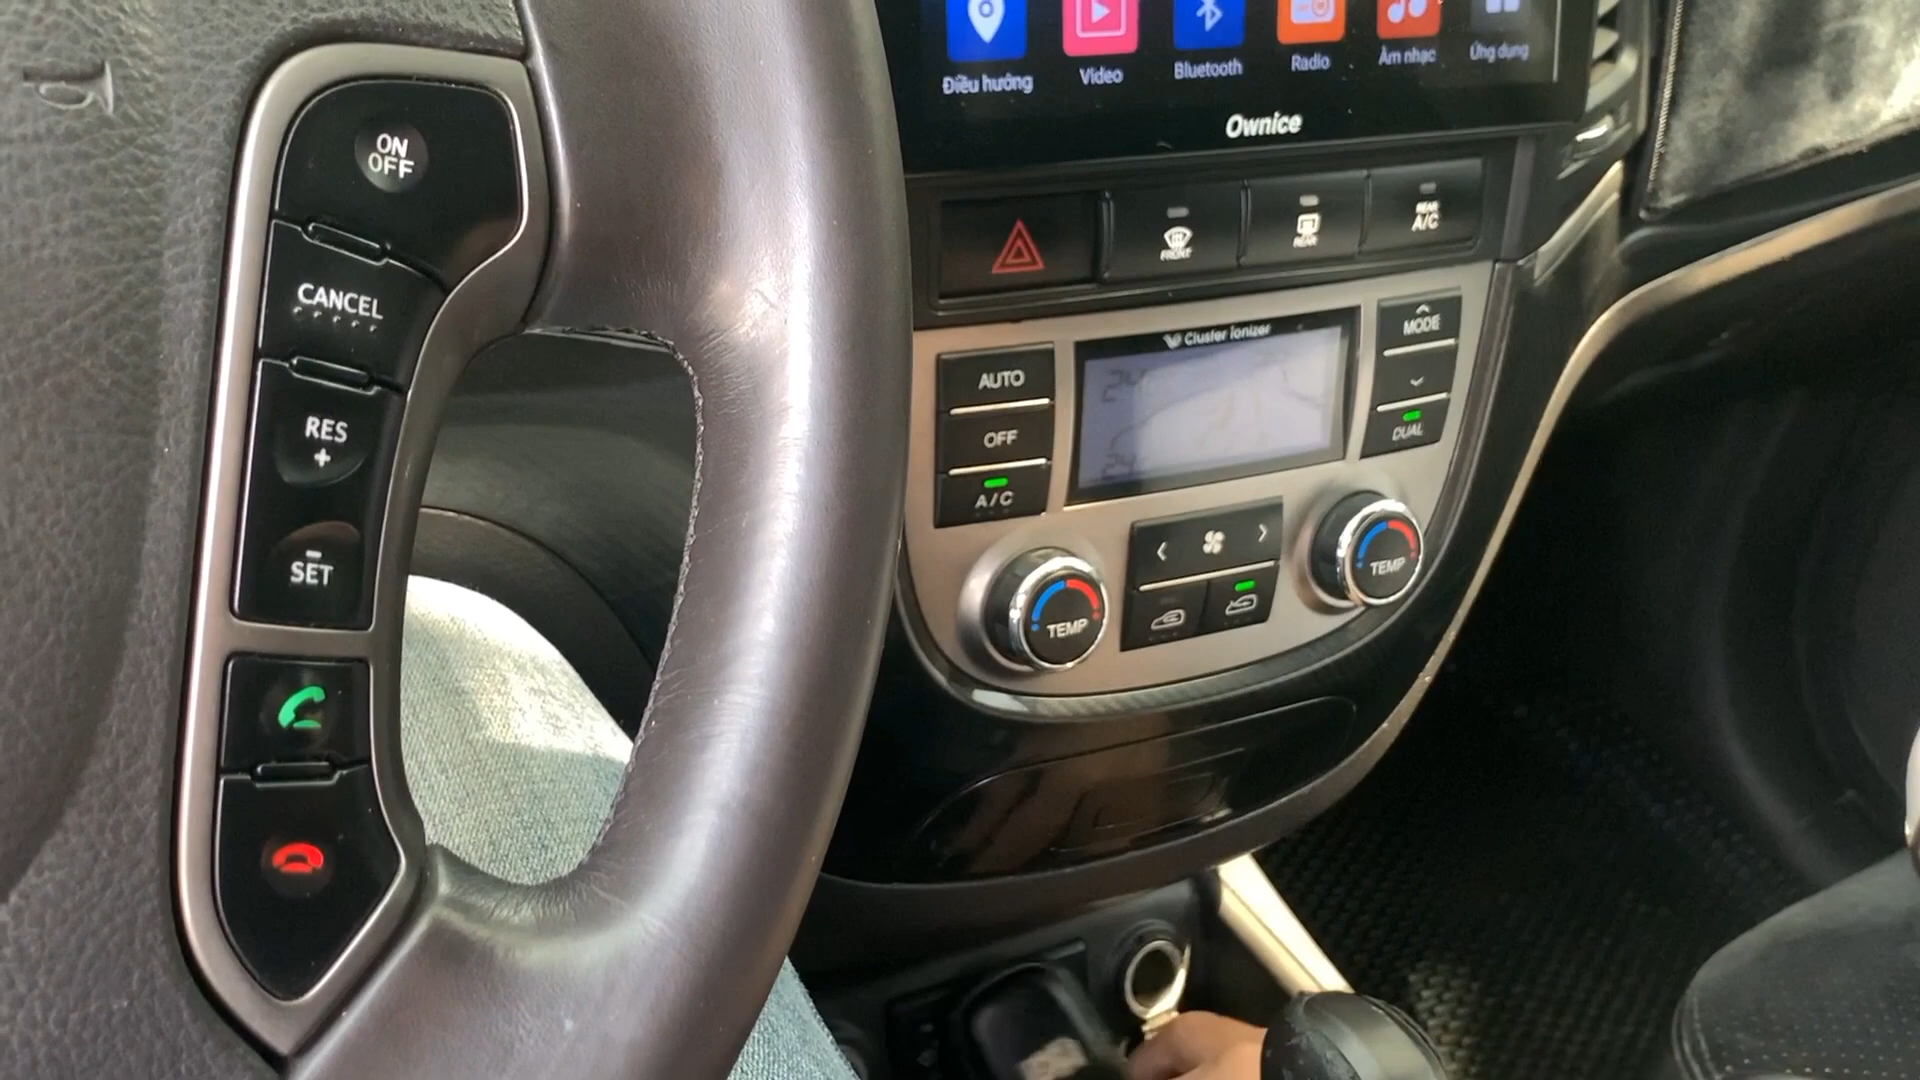 ON
OFF
CANCEL
RES
+
SET
Điều hướng
Video
Bluetooth
Radio
Âm nhạc
Ứng dụng
Ownice
FRONT
REAR
REAR
A/C
Cluster Ionizer
AUTO
OFF
A/C
MODE
DUAL
TEMP
TEMP